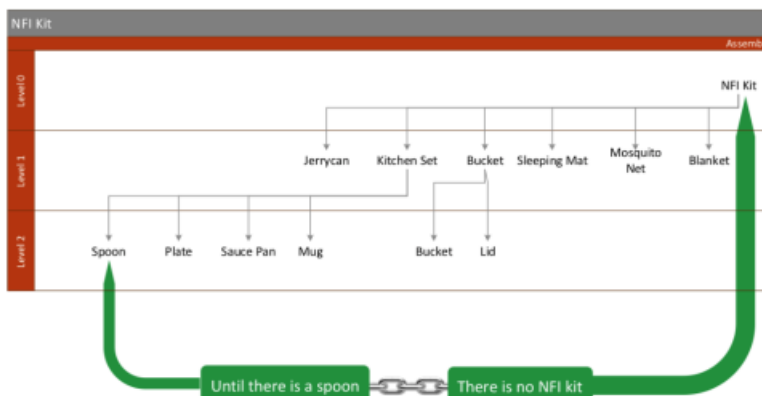 NFI Kit
Level 0
NFI Kit
Level 1
Jerrycan
Kitchen Set
Bucket
Sleeping Mat
Mosquito
Net
Blanket
Level 2
Spoon
Plate
Sauce Pan
Mug
Bucket
Lid
Until there is a spoon
There is no NFI kit